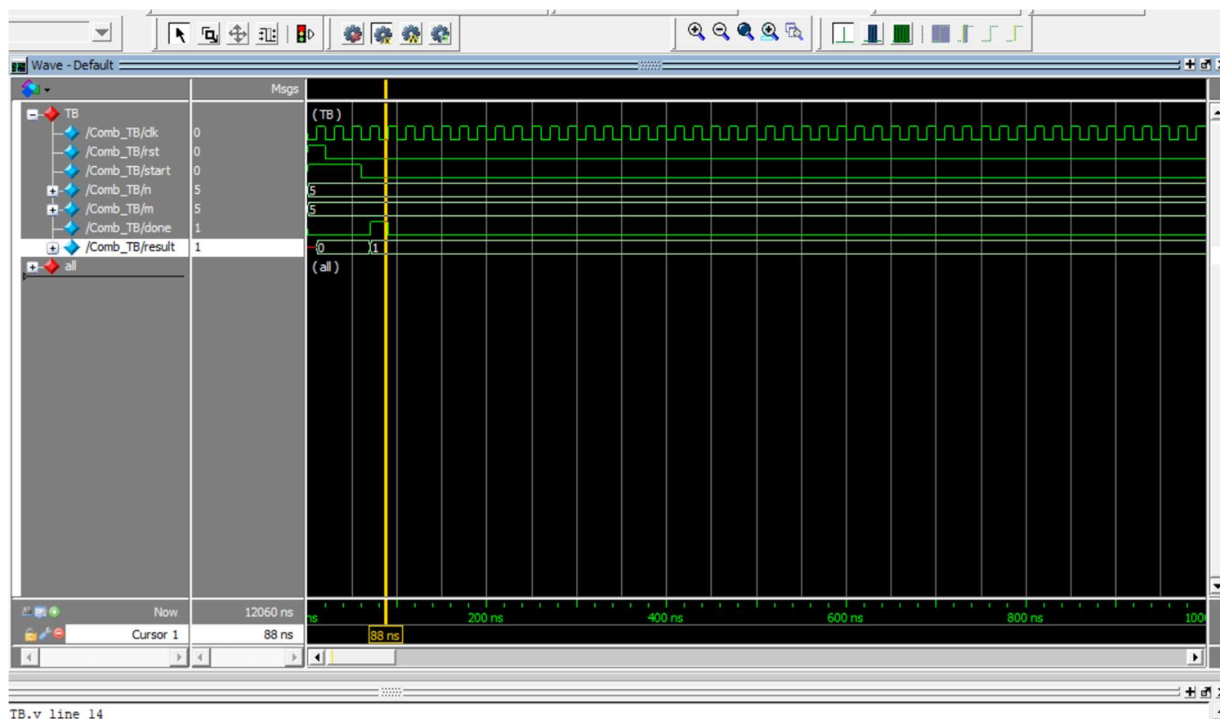 Wave - Default
Msgs
TB
(TB)
/Comb_TB/clk 0
/Comb_TB/rst 0
/Comb_TB/start 0
/Comb_TB/n 5 5
/Comb_TB/m 5 5
/Comb_TB/done 1
/Comb_TB/result 1 0 1
all
(all)
Now 12060 ns ns 200 ns 400 ns 600 ns 800 ns 100
Cursor 1 88 ns 88 ns
TB.v line 14